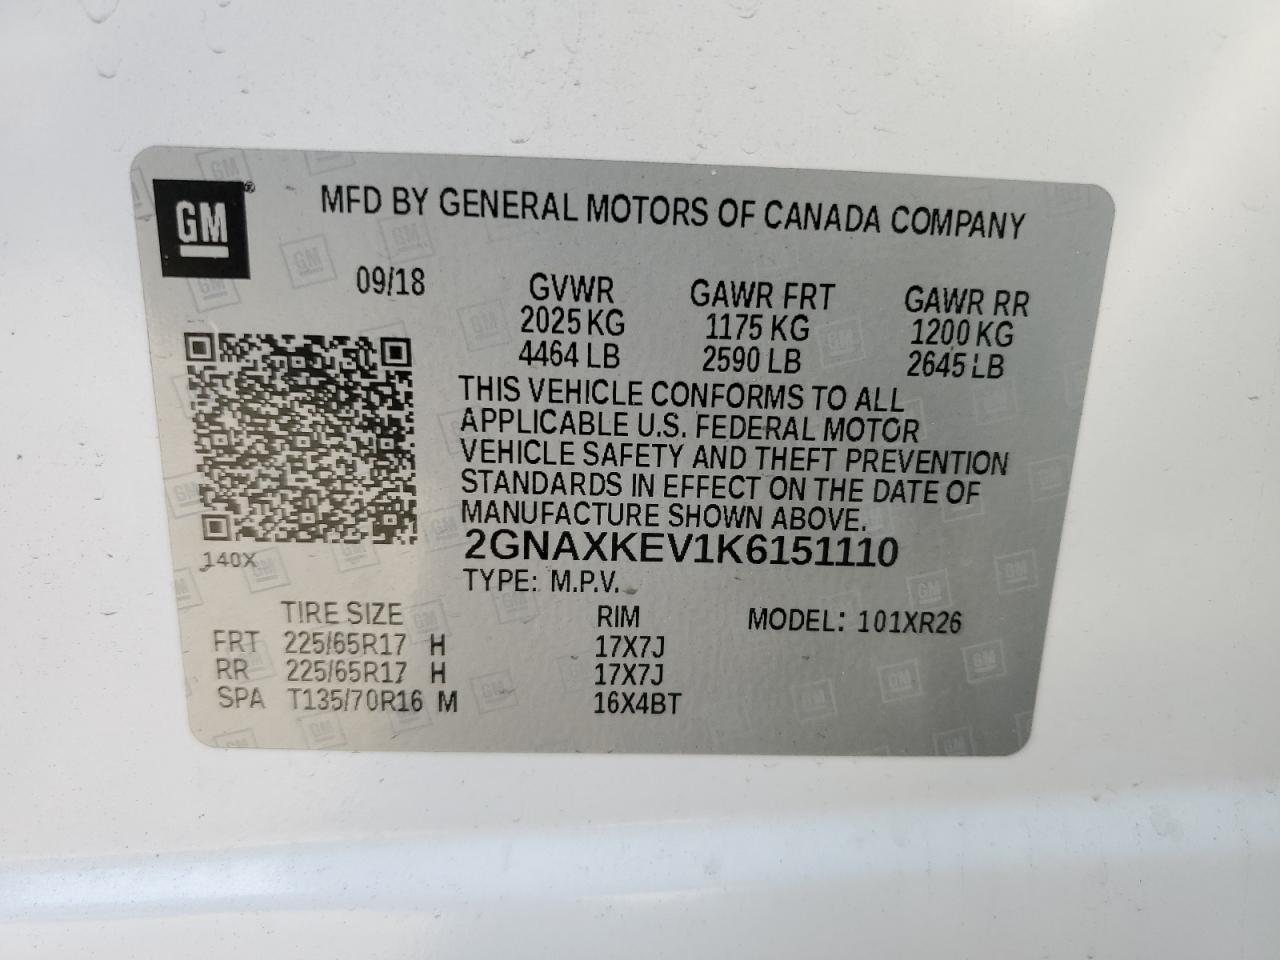 GM
MFD BY GENERAL MOTORS OF CANADA COMPANY
09/18
GVWR GAWR FRT GAWR RR
2025 KG 1175 KG 1200 KG
4464 LB 2590 LB 2645 LB
THIS VEHICLE CONFORMS TO ALL
APPLICABLE U.S. FEDERAL MOTOR
VEHICLE SAFETY AND THEFT PREVENTION
STANDARDS IN EFFECT ON THE DATE OF
MANUFACTURE SHOWN ABOVE.
140X
2GNAXKEV1K6151110
TYPE: M.P.V.
TIRE SIZE RIM MODEL: 101XR26
FRT 225/65R17 H 17X7J
RR 225/65R17 H 17X7J
SPA T135/70R16 M 16X4BT